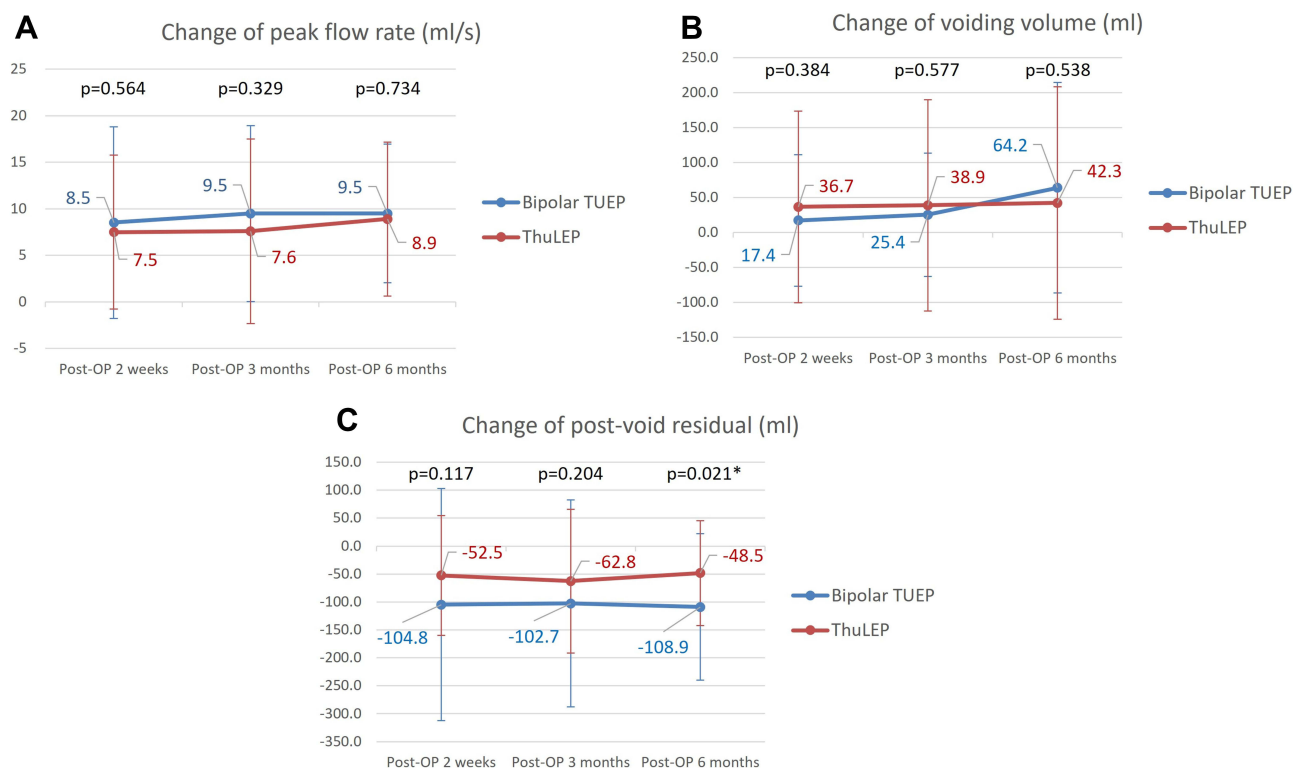 A
Change of peak flow rate (ml/s)
25
20
15
10
5
0
-5
p=0.564
p=0.329
p=0.734
8.5
9.5
9.5
7.5
7.6
8.9
Post-OP 2 weeks
Post-OP 3 months
Post-OP 6 months
Bipolar TUEP
ThuLEP
B
Change of voiding volume (ml)
250.0
200.0
150.0
100.0
50.0
0.0
-50.0
-100.0
-150.0
p=0.384
p=0.577
p=0.538
36.7
38.9
64.2
42.3
17.4
25.4
Post-OP 2 weeks
Post-OP 3 months
Post-OP 6 months
Bipolar TUEP
ThuLEP
C
Change of post-void residual (ml)
150.0
100.0
50.0
0.0
-50.0
-100.0
-150.0
-200.0
-250.0
-300.0
-350.0
p=0.117
p=0.204
p=0.021*
-52.5
-62.8
-48.5
-104.8
-102.7
-108.9
Post-OP 2 weeks
Post-OP 3 months
Post-OP 6 months
Bipolar TUEP
ThuLEP